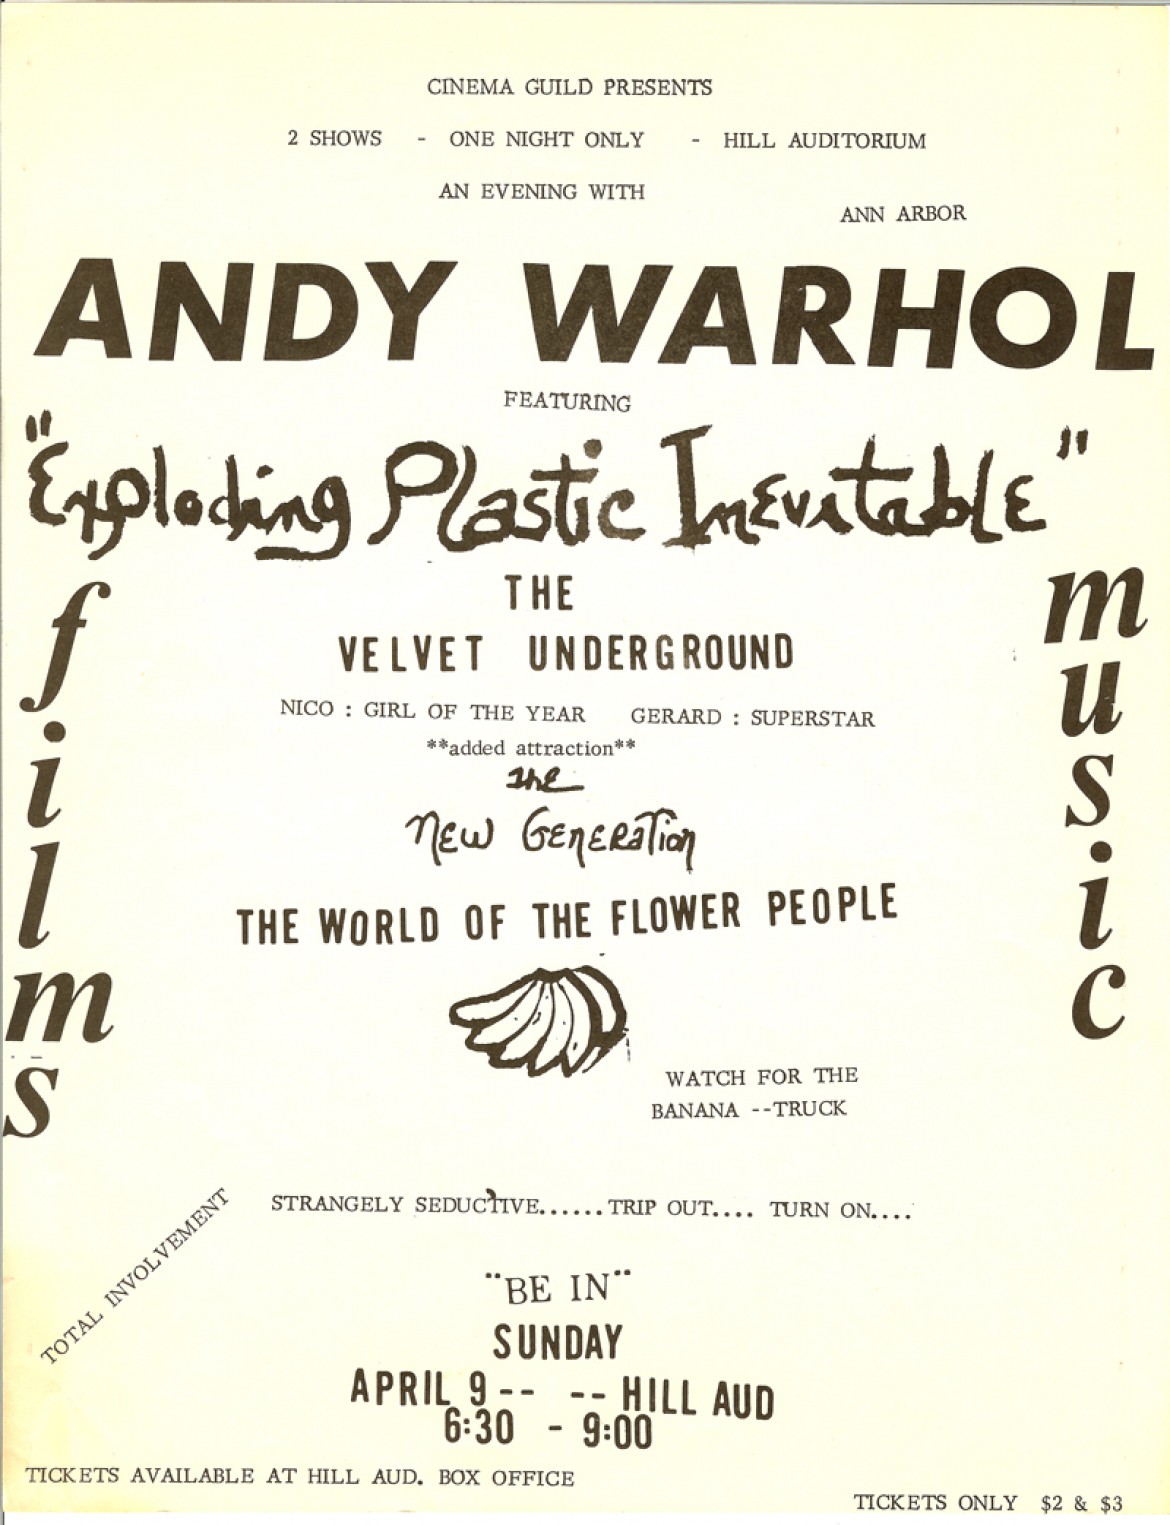 CINEMA GUILD PRESENTS
2 SHOWS - ONE NIGHT ONLY - HILL AUDITORIUM
AN EVENING WITH
ANN ARBOR
ANDY WARHOL
FEATURING
"Exploding Plastic Inevitable"
films
music
THE
VELVET UNDERGROUND
NICO : GIRL OF THE YEAR GERARD : SUPERSTAR
**added attraction**
the
NEW GENERATION
THE WORLD OF THE FLOWER PEOPLE
WATCH FOR THE
BANANA --TRUCK
TOTAL INVOLVEMENT
STRANGELY SEDUCTIVE......TRIP OUT.... TURN ON....
"BE IN"
SUNDAY
APRIL 9-- --HILL AUD
6:30 - 9:00
TICKETS AVAILABLE AT HILL AUD. BOX OFFICE
TICKETS ONLY $2 & $3